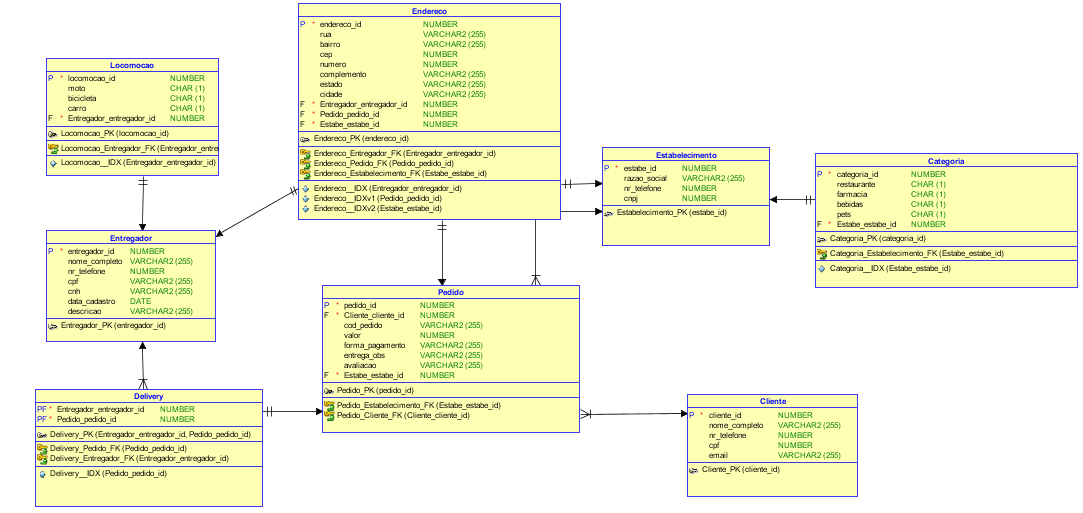 Endereco
P * endereco_id NUMBER
rua VARCHAR2 (255)
bairro VARCHAR2 (255)
cep NUMBER
numero NUMBER
complemento VARCHAR2 (255)
estado VARCHAR2 (255)
cidade VARCHAR2 (255)
F * Entregador_entregador_id NUMBER
F * Pedido_pedido_id NUMBER
F * Estabe_estabe_id NUMBER
Endereco_PK (endereco_id)
Endereco_Entregador_FK (Entregador_entregador_id)
Endereco_Pedido_FK (Pedido_pedido_id)
Endereco_Estabelecimento_FK (Estabe_estabe_id)
Endereco__IDX (Entregador_entregador_id)
Endereco__IDXv1 (Pedido_pedido_id)
Endereco__IDXv2 (Estabe_estabe_id)
Locomocao
P * locomocao_id NUMBER
moto CHAR (1)
bicicleta CHAR (1)
carro CHAR (1)
F * Entregador_entregador_id NUMBER
Locomocao_PK (locomocao_id)
Locomocao_Entregador_FK (Entregador_entre
Locomocao__IDX (Entregador_entregador_id)
Estabelecimento
P * estabe_id NUMBER
razao_social VARCHAR2 (255)
nr_telefone NUMBER
cnpj NUMBER
Estabelecimento_PK (estabe_id)
Categoria
P * categoria_id NUMBER
restaurante CHAR (1)
farmacia CHAR (1)
bebidas CHAR (1)
pets CHAR (1)
F * Estabe_estabe_id NUMBER
Categoria_PK (categoria_id)
Categoria_Estabelecimento_FK (Estabe_estabe_id)
Categoria__IDX (Estabe_estabe_id)
Entregador
P * entregador_id NUMBER
nome_completo VARCHAR2 (255)
nr_telefone NUMBER
cpf VARCHAR2 (255)
cnh VARCHAR2 (255)
data_cadastro DATE
descricao VARCHAR2 (255)
Entregador_PK (entregador_id)
Pedido
P * pedido_id NUMBER
F * Cliente_cliente_id NUMBER
cod_pedido VARCHAR2 (255)
valor NUMBER
forma_pagamento VARCHAR2 (255)
entrega_obs VARCHAR2 (255)
avaliacao VARCHAR2 (255)
F * Estabe_estabe_id NUMBER
Pedido_PK (pedido_id)
Pedido_Estabelecimento_FK (Estabe_estabe_id)
Pedido_Cliente_FK (Cliente_cliente_id)
Delivery
PF * Entregador_entregador_id NUMBER
PF * Pedido_pedido_id NUMBER
Delivery_PK (Entregador_entregador_id, Pedido_pedido_id)
Delivery_Pedido_FK (Pedido_pedido_id)
Delivery_Entregador_FK (Entregador_entregador_id)
Delivery__IDX (Pedido_pedido_id)
Cliente
P * cliente_id NUMBER
nome_completo VARCHAR2 (255)
nr_telefone NUMBER
cpf NUMBER
email VARCHAR2 (255)
Cliente_PK (cliente_id)